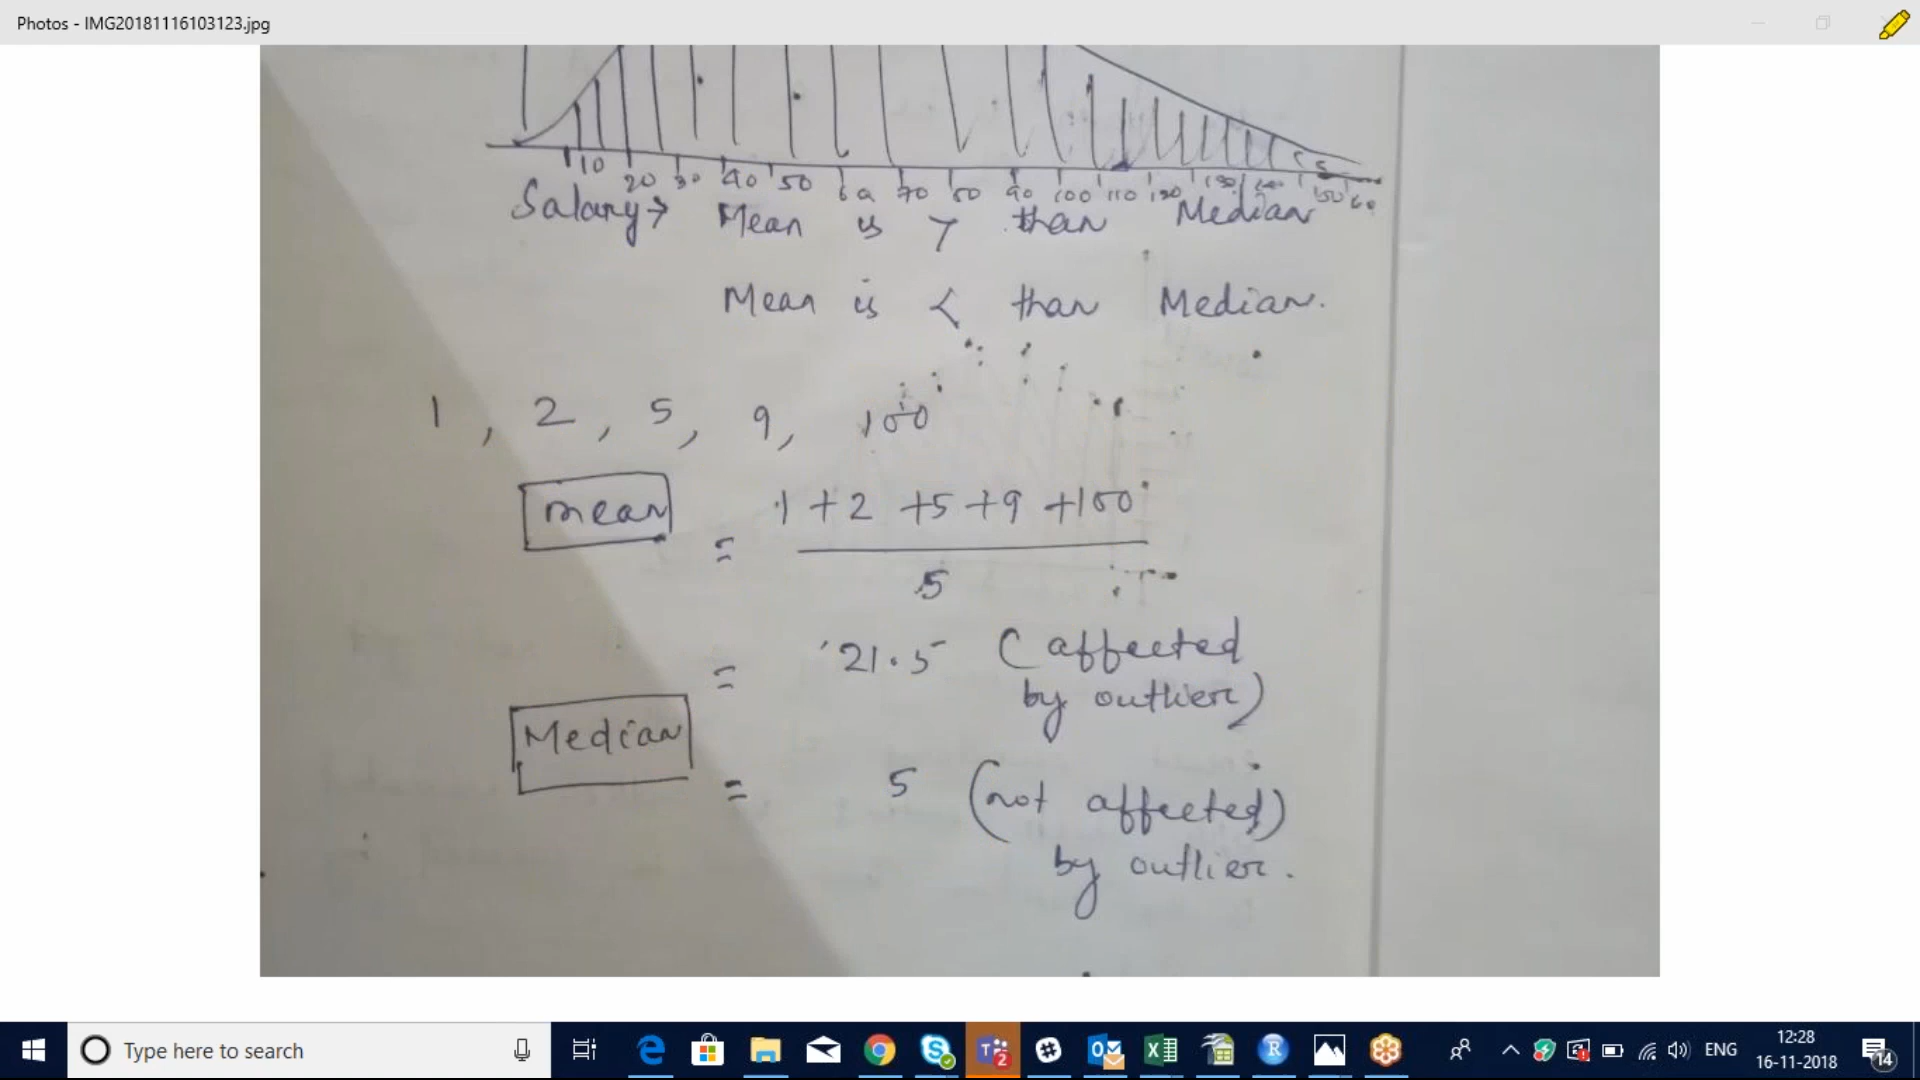 Photos - IMG20181116103123.jpg
10 20 30 40 50 60 70 80 90 100 110 120 130 140 150 160
Salary → Mean is > than Median
Mean is < than Median.
1, 2, 5, 9, 100
mean = 1 + 2 + 5 + 9 + 100
5
= 21.5 (affected
by outlier)
Median
= 5 (not affected)
by outlier.
Type here to search
ENG
12:28
16-11-2018
2
14